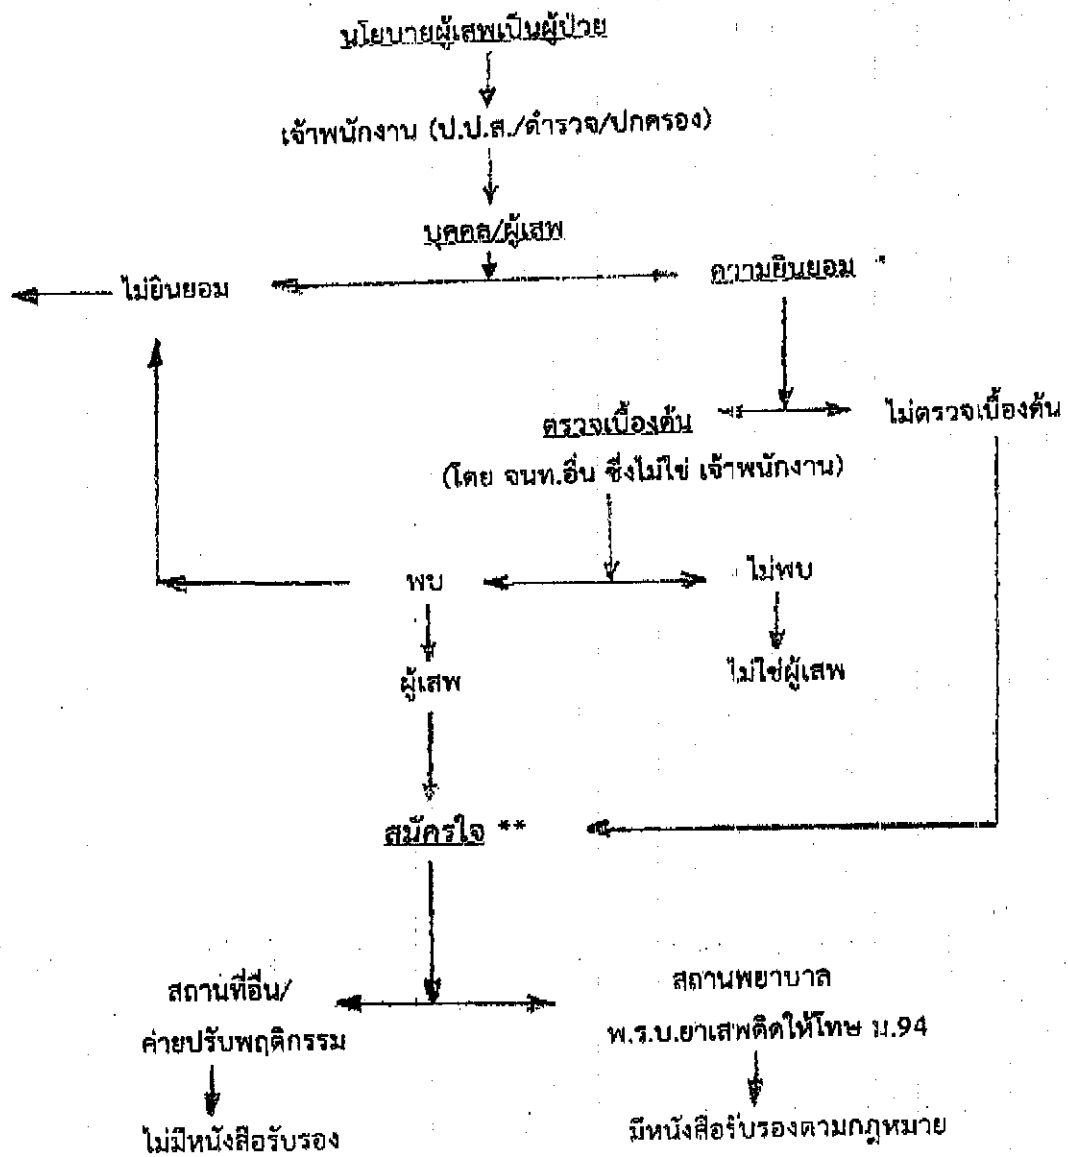 นโยบายผู้เสพเป็นผู้ป่วย
เจ้าพนักงาน (ป.ป.ส./ตำรวจ/ปกครอง)
บุคคล/ผู้เสพ
ไม่ยินยอม
ความยินยอม *
ตรวจเบื้องต้น
ไม่ตรวจเบื้องต้น
(โดย จนท.อื่น ซึ่งไม่ใช่ เจ้าพนักงาน)
พบ
ไม่พบ
ผู้เสพ
ไม่ใช่ผู้เสพ
สมัครใจ **
สถานที่อื่น/
ค่ายปรับพฤติกรรม
สถานพยาบาล
พ.ร.บ.ยาเสพติดให้โทษ ม.94
ไม่มีหนังสือรับรอง
มีหนังสือรับรองตามกฎหมาย